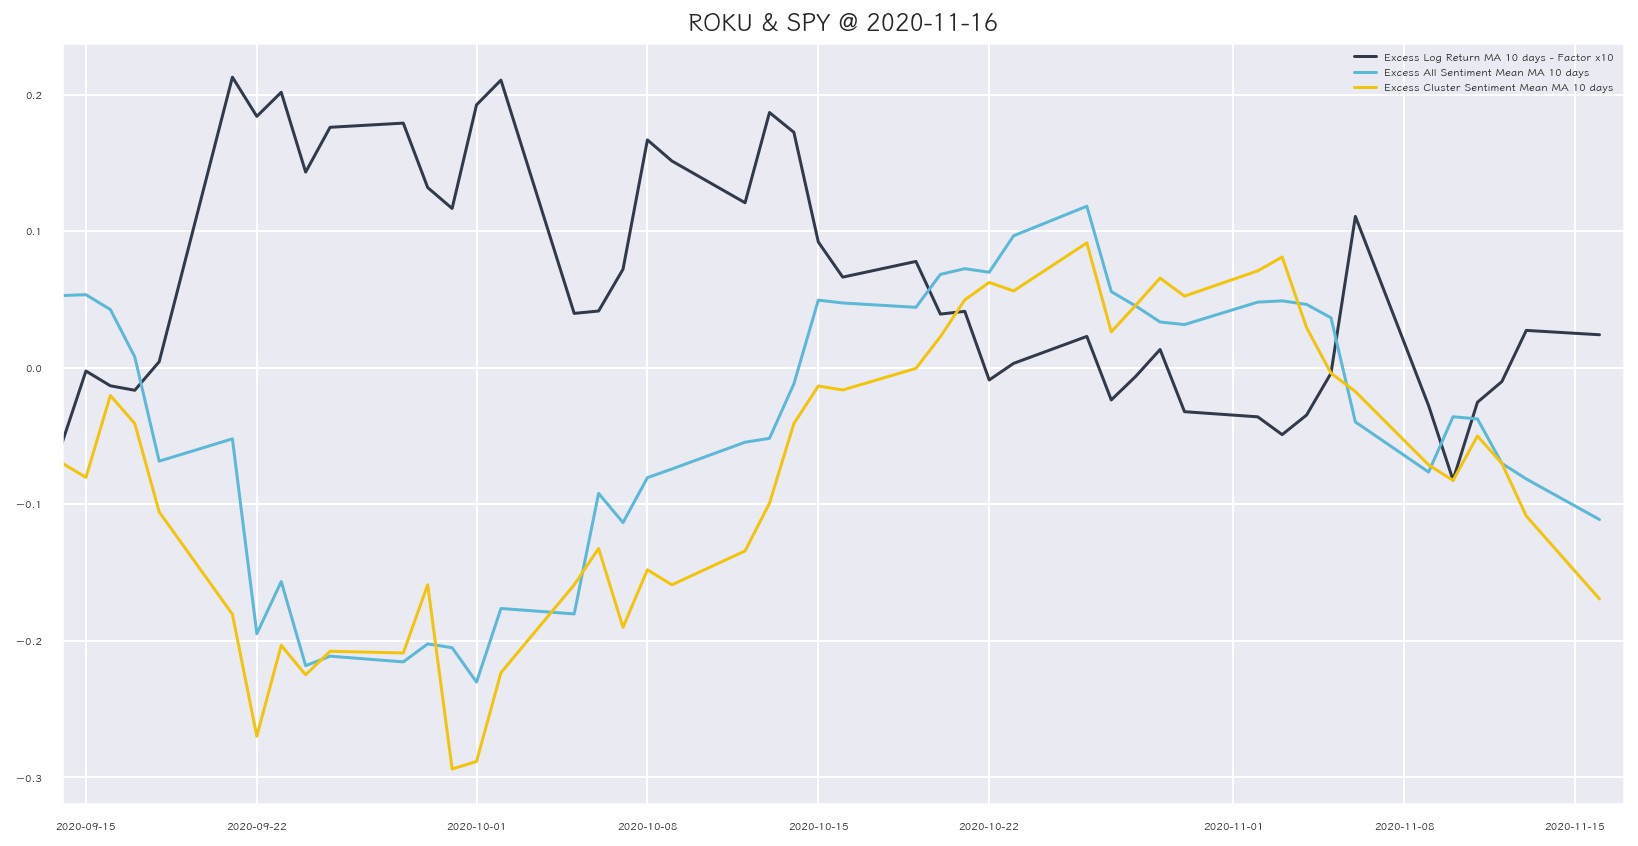 ROKU & SPY @ 2020-11-16
Excess Log Return MA 10 days - Factor x10
Excess All Sentiment Mean MA 10 days
Excess Cluster Sentiment Mean MA 10 days
0.2
0.1
0.0
−0.1
−0.2
−0.3
2020-09-15 2020-09-22 2020-10-01 2020-10-08 2020-10-15 2020-10-22 2020-11-01 2020-11-08 2020-11-15